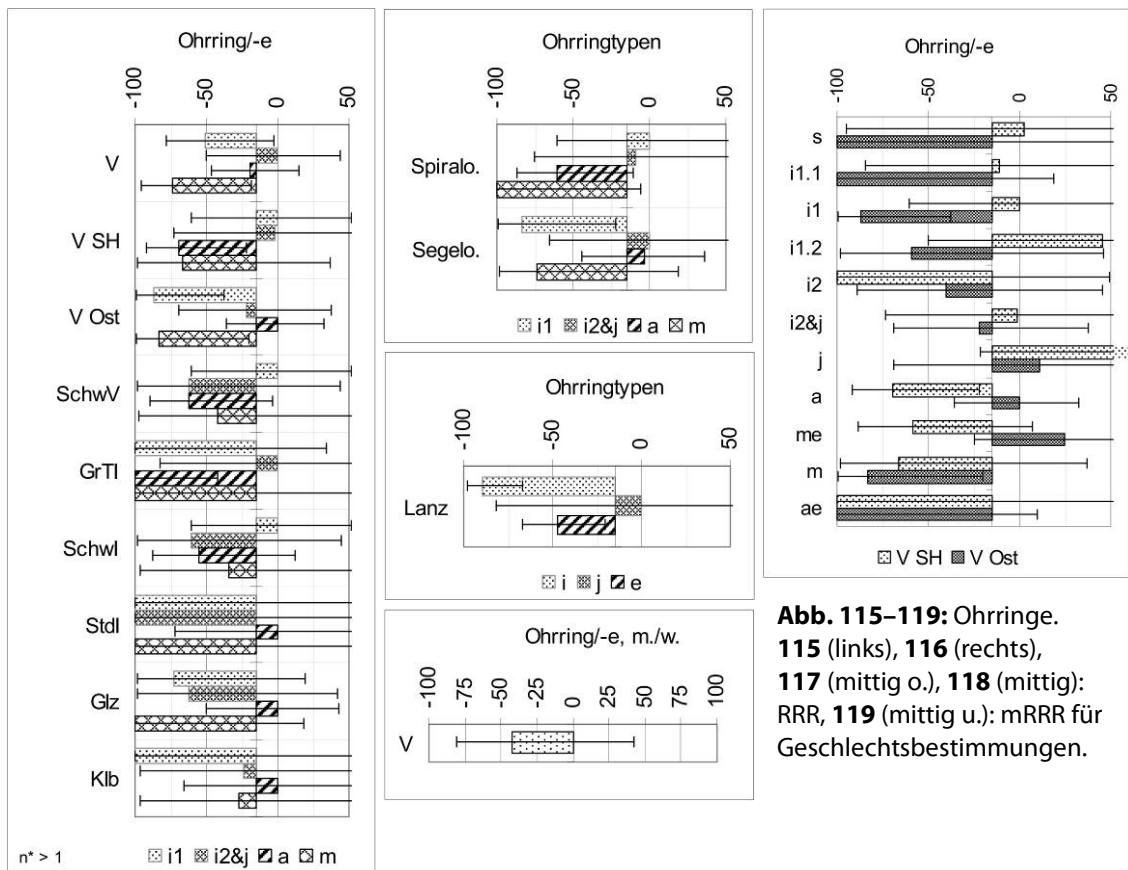 Ohrring/-e
-100
-50
0
50
V
V SH
V Ost
SchwV
GrTl
Schwl
Stdl
Glz
Klb
n* > 1
i1 i2&j a m
Ohrringtypen
-100
-50
0
50
Spiralo.
Segelo.
i1 i2&j a m
Ohrringtypen
-100
-50
0
50
Lanz
i j e
Ohrring/-e, m./w.
-100
-75
-50
-25
0
25
50
75
100
V
Ohrring/-e
-100
-50
0
50
s
i1.1
i1
i1.2
i2
i2&j
j
a
me
m
ae
V SH V Ost
Abb. 115–119: Ohrringe.
115 (links), 116 (rechts),
117 (mittig o.), 118 (mittig):
RRR, 119 (mittig u.): mRRR für
Geschlechtsbestimmungen.